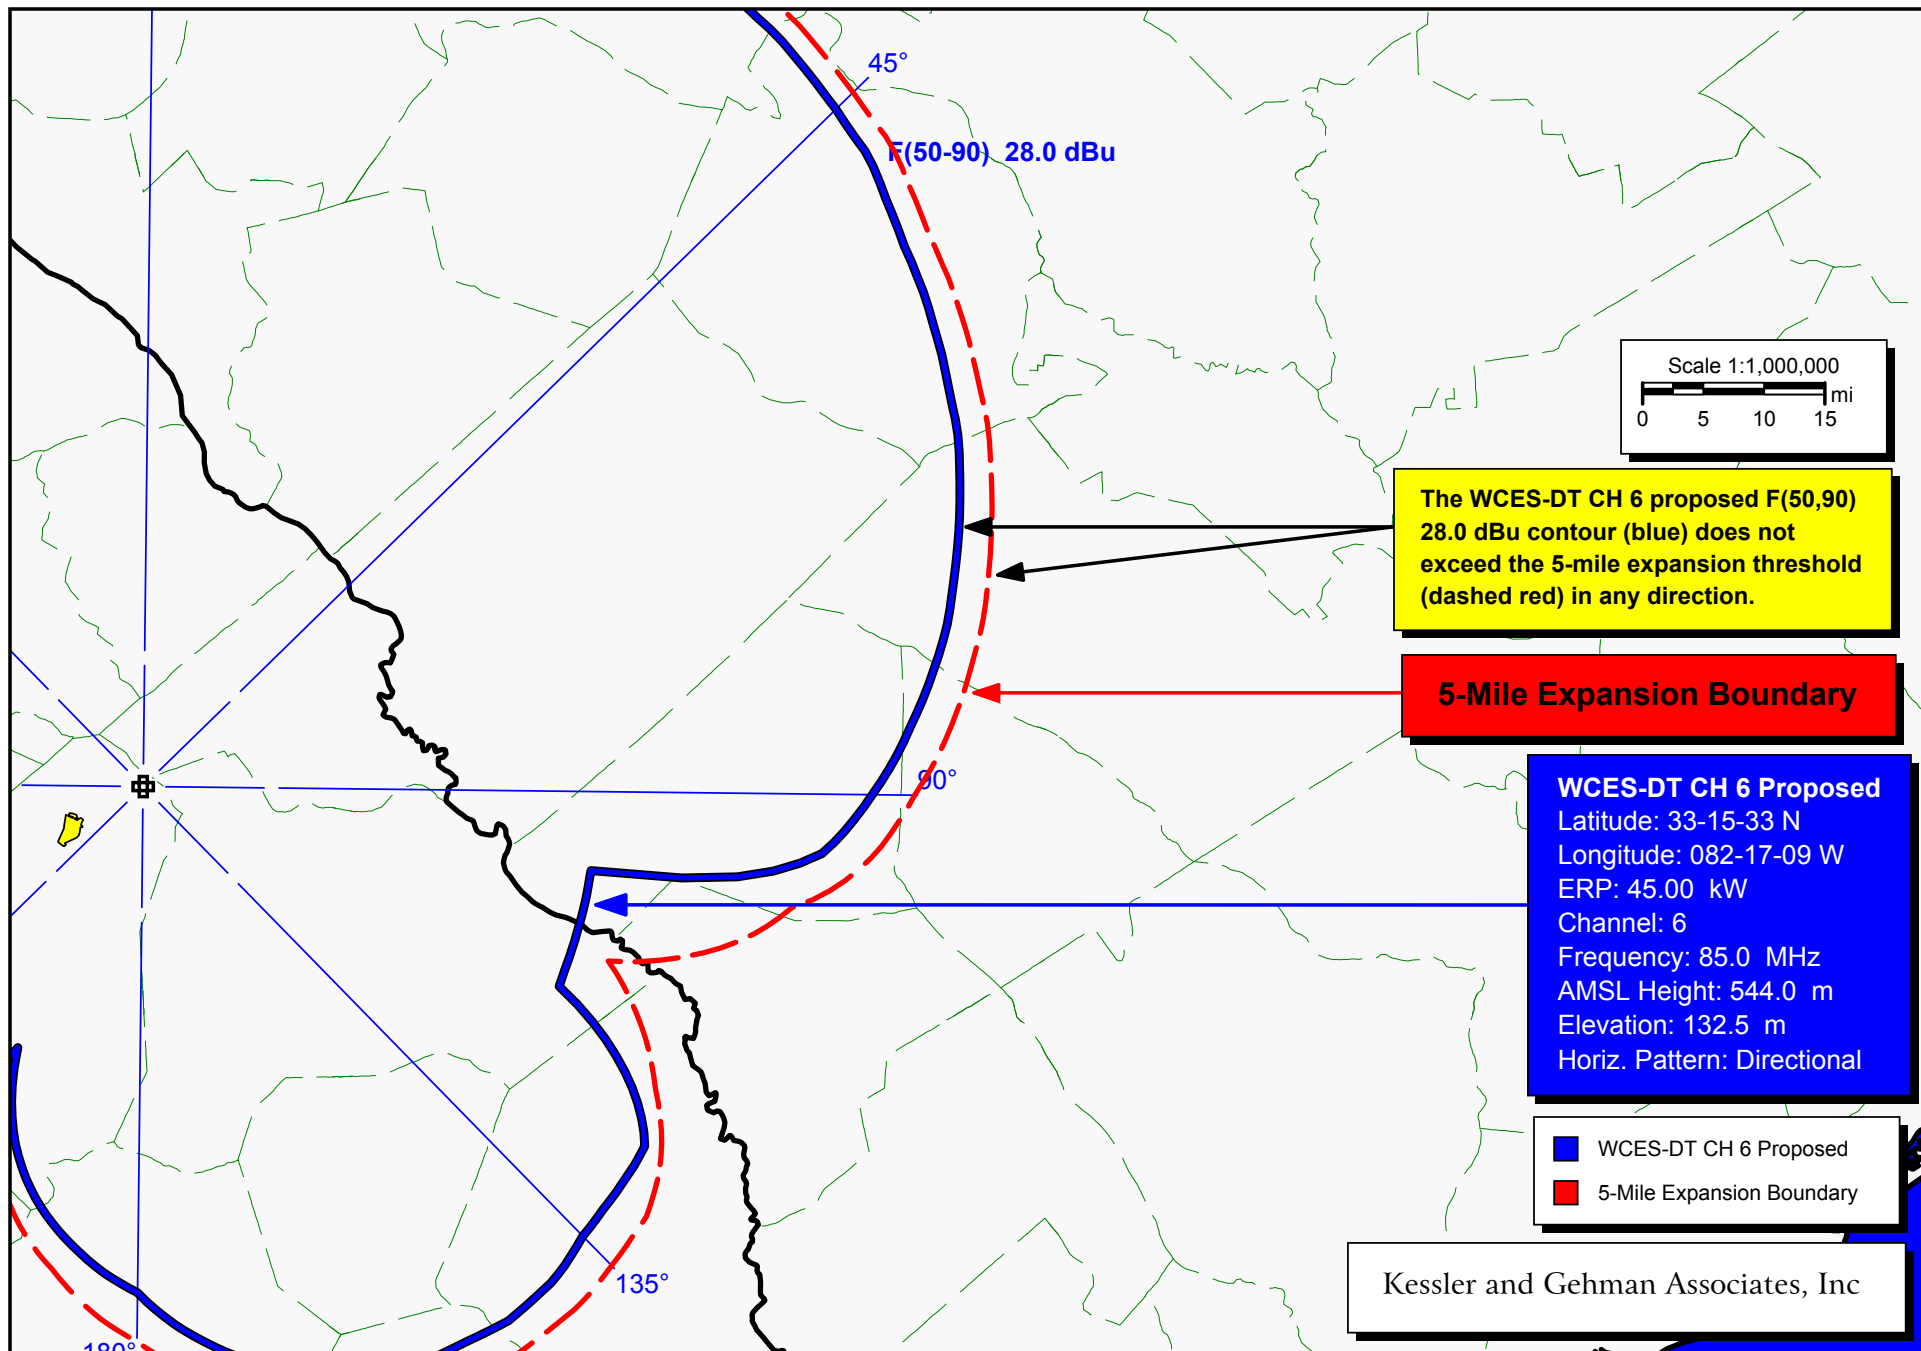 45°
F(50-90) 28.0 dBu
Scale 1:1,000,000
mi
0 5 10 15
The WCES-DT CH 6 proposed F(50,90)
28.0 dBu contour (blue) does not
exceed the 5-mile expansion threshold
(dashed red) in any direction.
5-Mile Expansion Boundary
90°
WCES-DT CH 6 Proposed
Latitude: 33-15-33 N
Longitude: 082-17-09 W
ERP: 45.00 kW
Channel: 6
Frequency: 85.0 MHz
AMSL Height: 544.0 m
Elevation: 132.5 m
Horiz. Pattern: Directional
WCES-DT CH 6 Proposed
5-Mile Expansion Boundary
135°
Kessler and Gehman Associates, Inc
180°